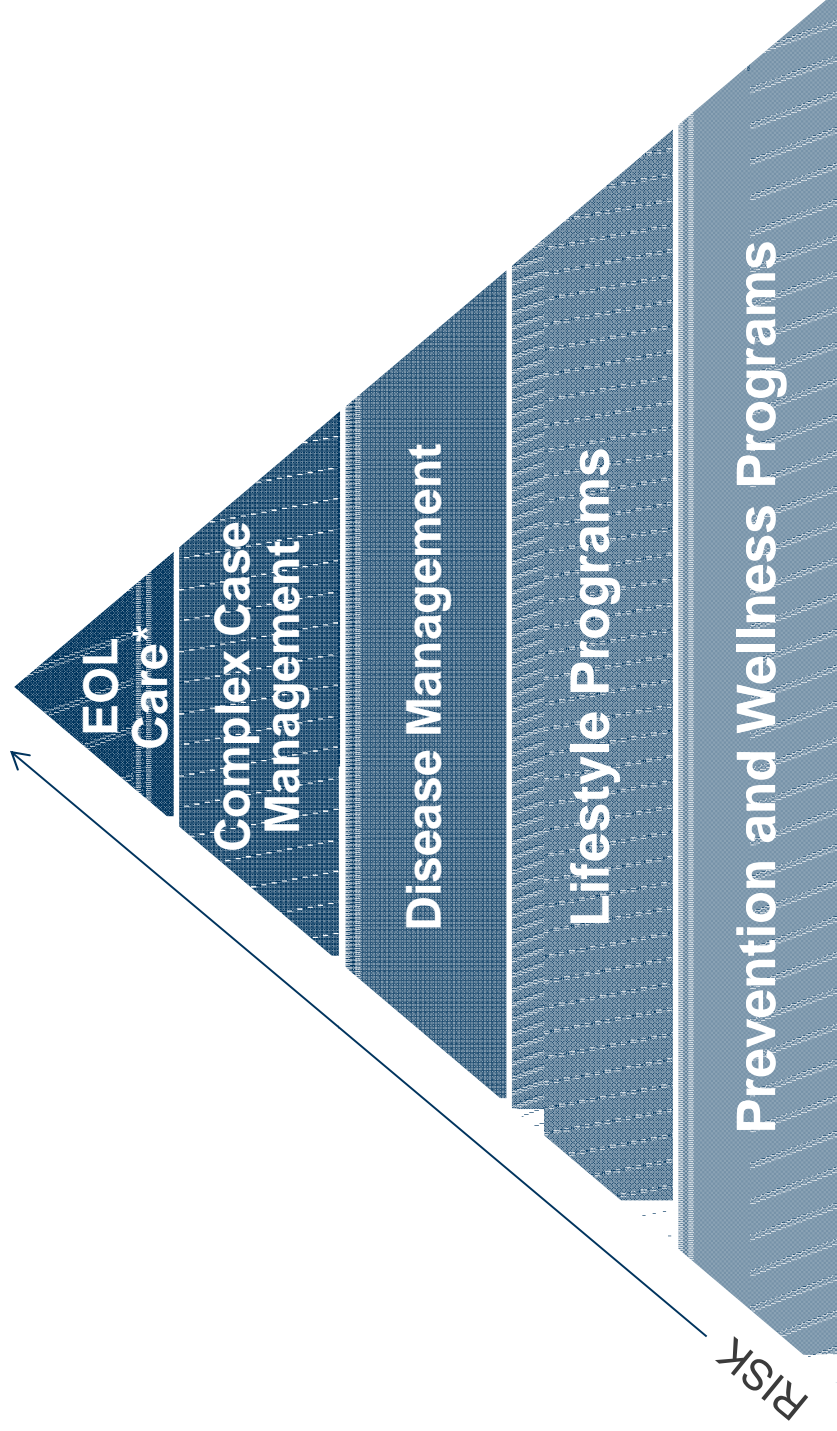 EOL
Care*
Complex Case
Management
Disease Management
Lifestyle Programs
Prevention and Wellness Programs
RISK